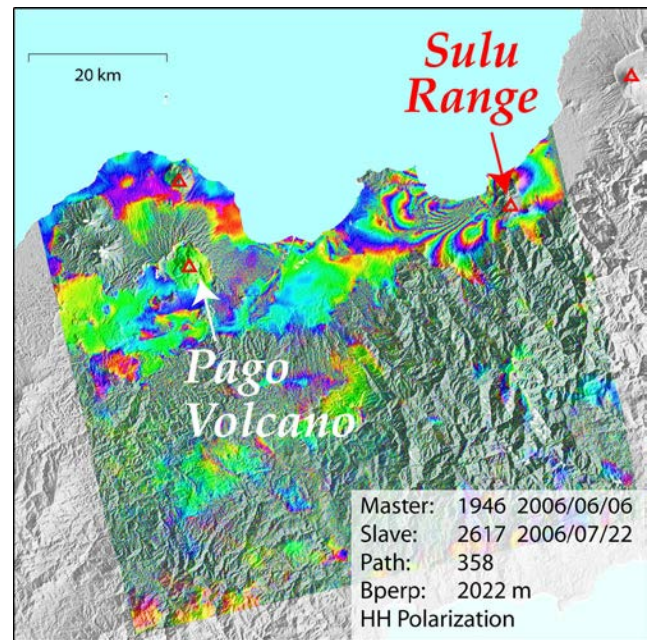 20 km
Sulu
Range
Pago
Volcano
Master: 1946 2006/06/06
Slave: 2617 2006/07/22
Path: 358
Bperp: 2022 m
HH Polarization